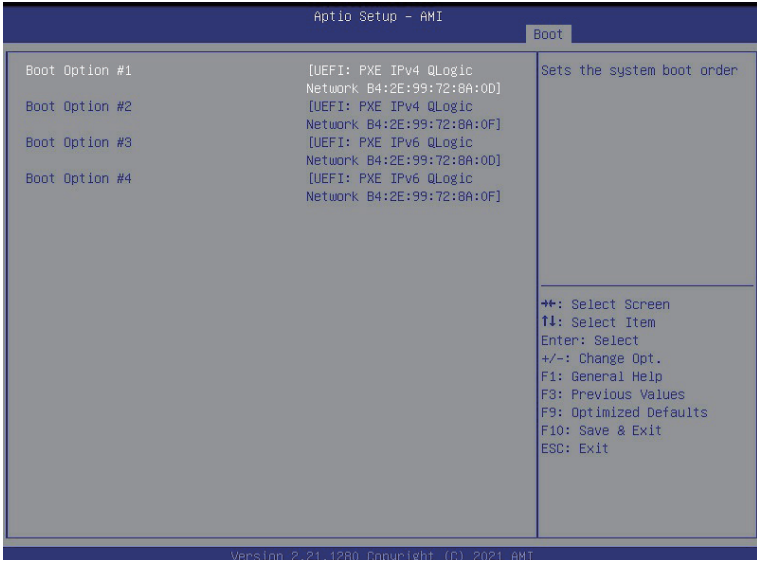 Aptio Setup – AMI
Boot
Boot Option #1 [UEFI: PXE IPv4 QLogic
Network B4:2E:99:72:8A:0D]
Boot Option #2 [UEFI: PXE IPv4 QLogic
Network B4:2E:99:72:8A:0F]
Boot Option #3 [UEFI: PXE IPv6 QLogic
Network B4:2E:99:72:8A:0D]
Boot Option #4 [UEFI: PXE IPv6 QLogic
Network B4:2E:99:72:8A:0F]
Sets the system boot order
→←: Select Screen
↑↓: Select Item
Enter: Select
+/-: Change Opt.
F1: General Help
F3: Previous Values
F9: Optimized Defaults
F10: Save & Exit
ESC: Exit
Version 2.21.1280 Copyright (C) 2021 AMI